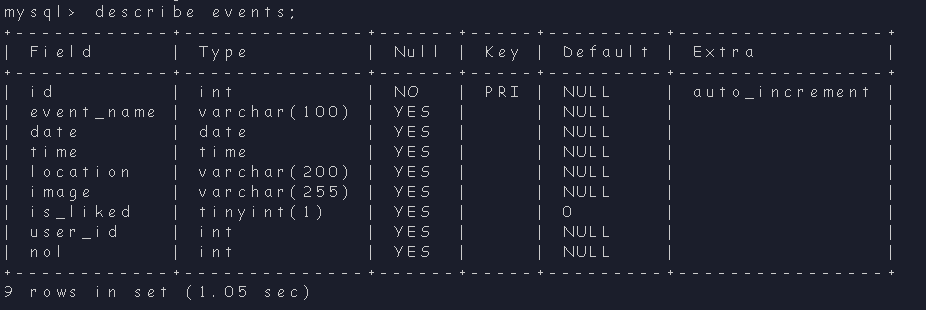 mysql> describe events;
+------------+--------------+------+-----+---------+----------------+
| Field      | Type         | Null | Key | Default | Extra          |
+------------+--------------+------+-----+---------+----------------+
| id         | int          | NO   | PRI | NULL    | auto_increment |
| event_name | varchar(100) | YES  |     | NULL    |                |
| date       | date         | YES  |     | NULL    |                |
| time       | time         | YES  |     | NULL    |                |
| location   | varchar(200) | YES  |     | NULL    |                |
| image      | varchar(255) | YES  |     | NULL    |                |
| is_liked   | tinyint(1)   | YES  |     | 0       |                |
| user_id    | int          | YES  |     | NULL    |                |
| nol        | int          | YES  |     | NULL    |                |
+------------+--------------+------+-----+---------+----------------+
9 rows in set (1.05 sec)